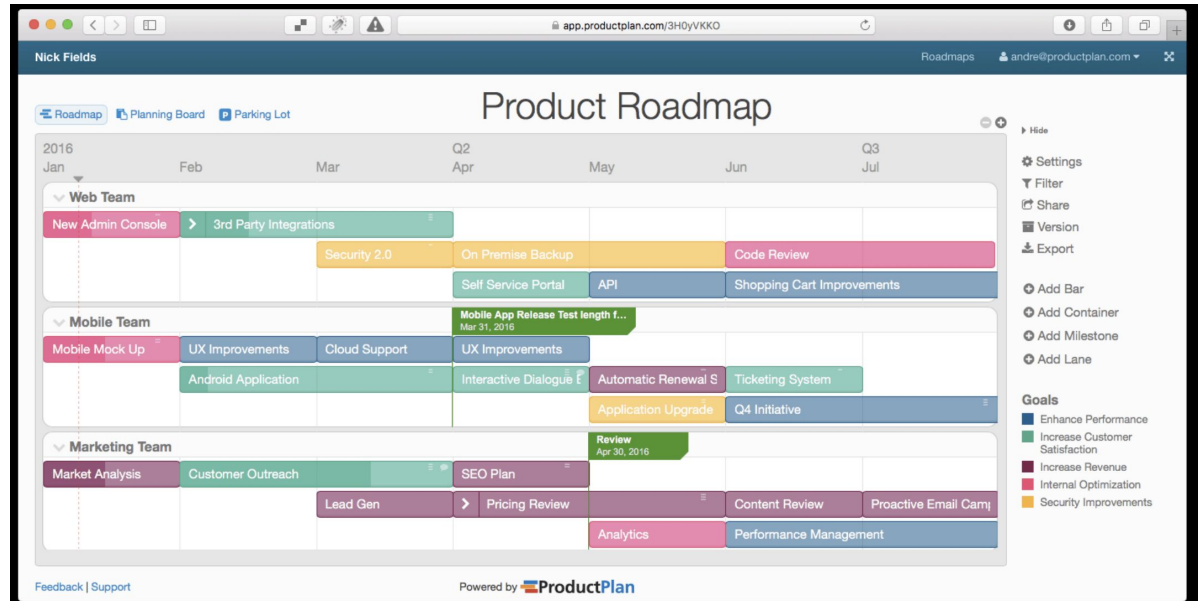 app.productplan.com/3H0yVKKO
Nick Fields
Roadmaps
andre@productplan.com
Roadmap
Planning Board
Parking Lot
Product Roadmap
Hide
2016
Q2
Q3
Jan
Feb
Mar
Apr
May
Jun
Jul
Web Team
New Admin Console
3rd Party Integrations
Security 2.0
On Premise Backup
Code Review
Self Service Portal
API
Shopping Cart Improvements
Mobile App Release Test length f...
Mar 31, 2016
Mobile Team
Mobile Mock Up
UX Improvements
Cloud Support
UX Improvements
Android Application
Interactive Dialogue
Automatic Renewal S
Ticketing System
Application Upgrade
Q4 Initiative
Review
Apr 30, 2016
Marketing Team
Market Analysis
Customer Outreach
SEO Plan
Lead Gen
Pricing Review
Content Review
Proactive Email Camp
Analytics
Performance Management
Settings
Filter
Share
Version
Export
Add Bar
Add Container
Add Milestone
Add Lane
Goals
Enhance Performance
Increase Customer
Satisfaction
Increase Revenue
Internal Optimization
Security Improvements
Feedback | Support
Powered by ProductPlan